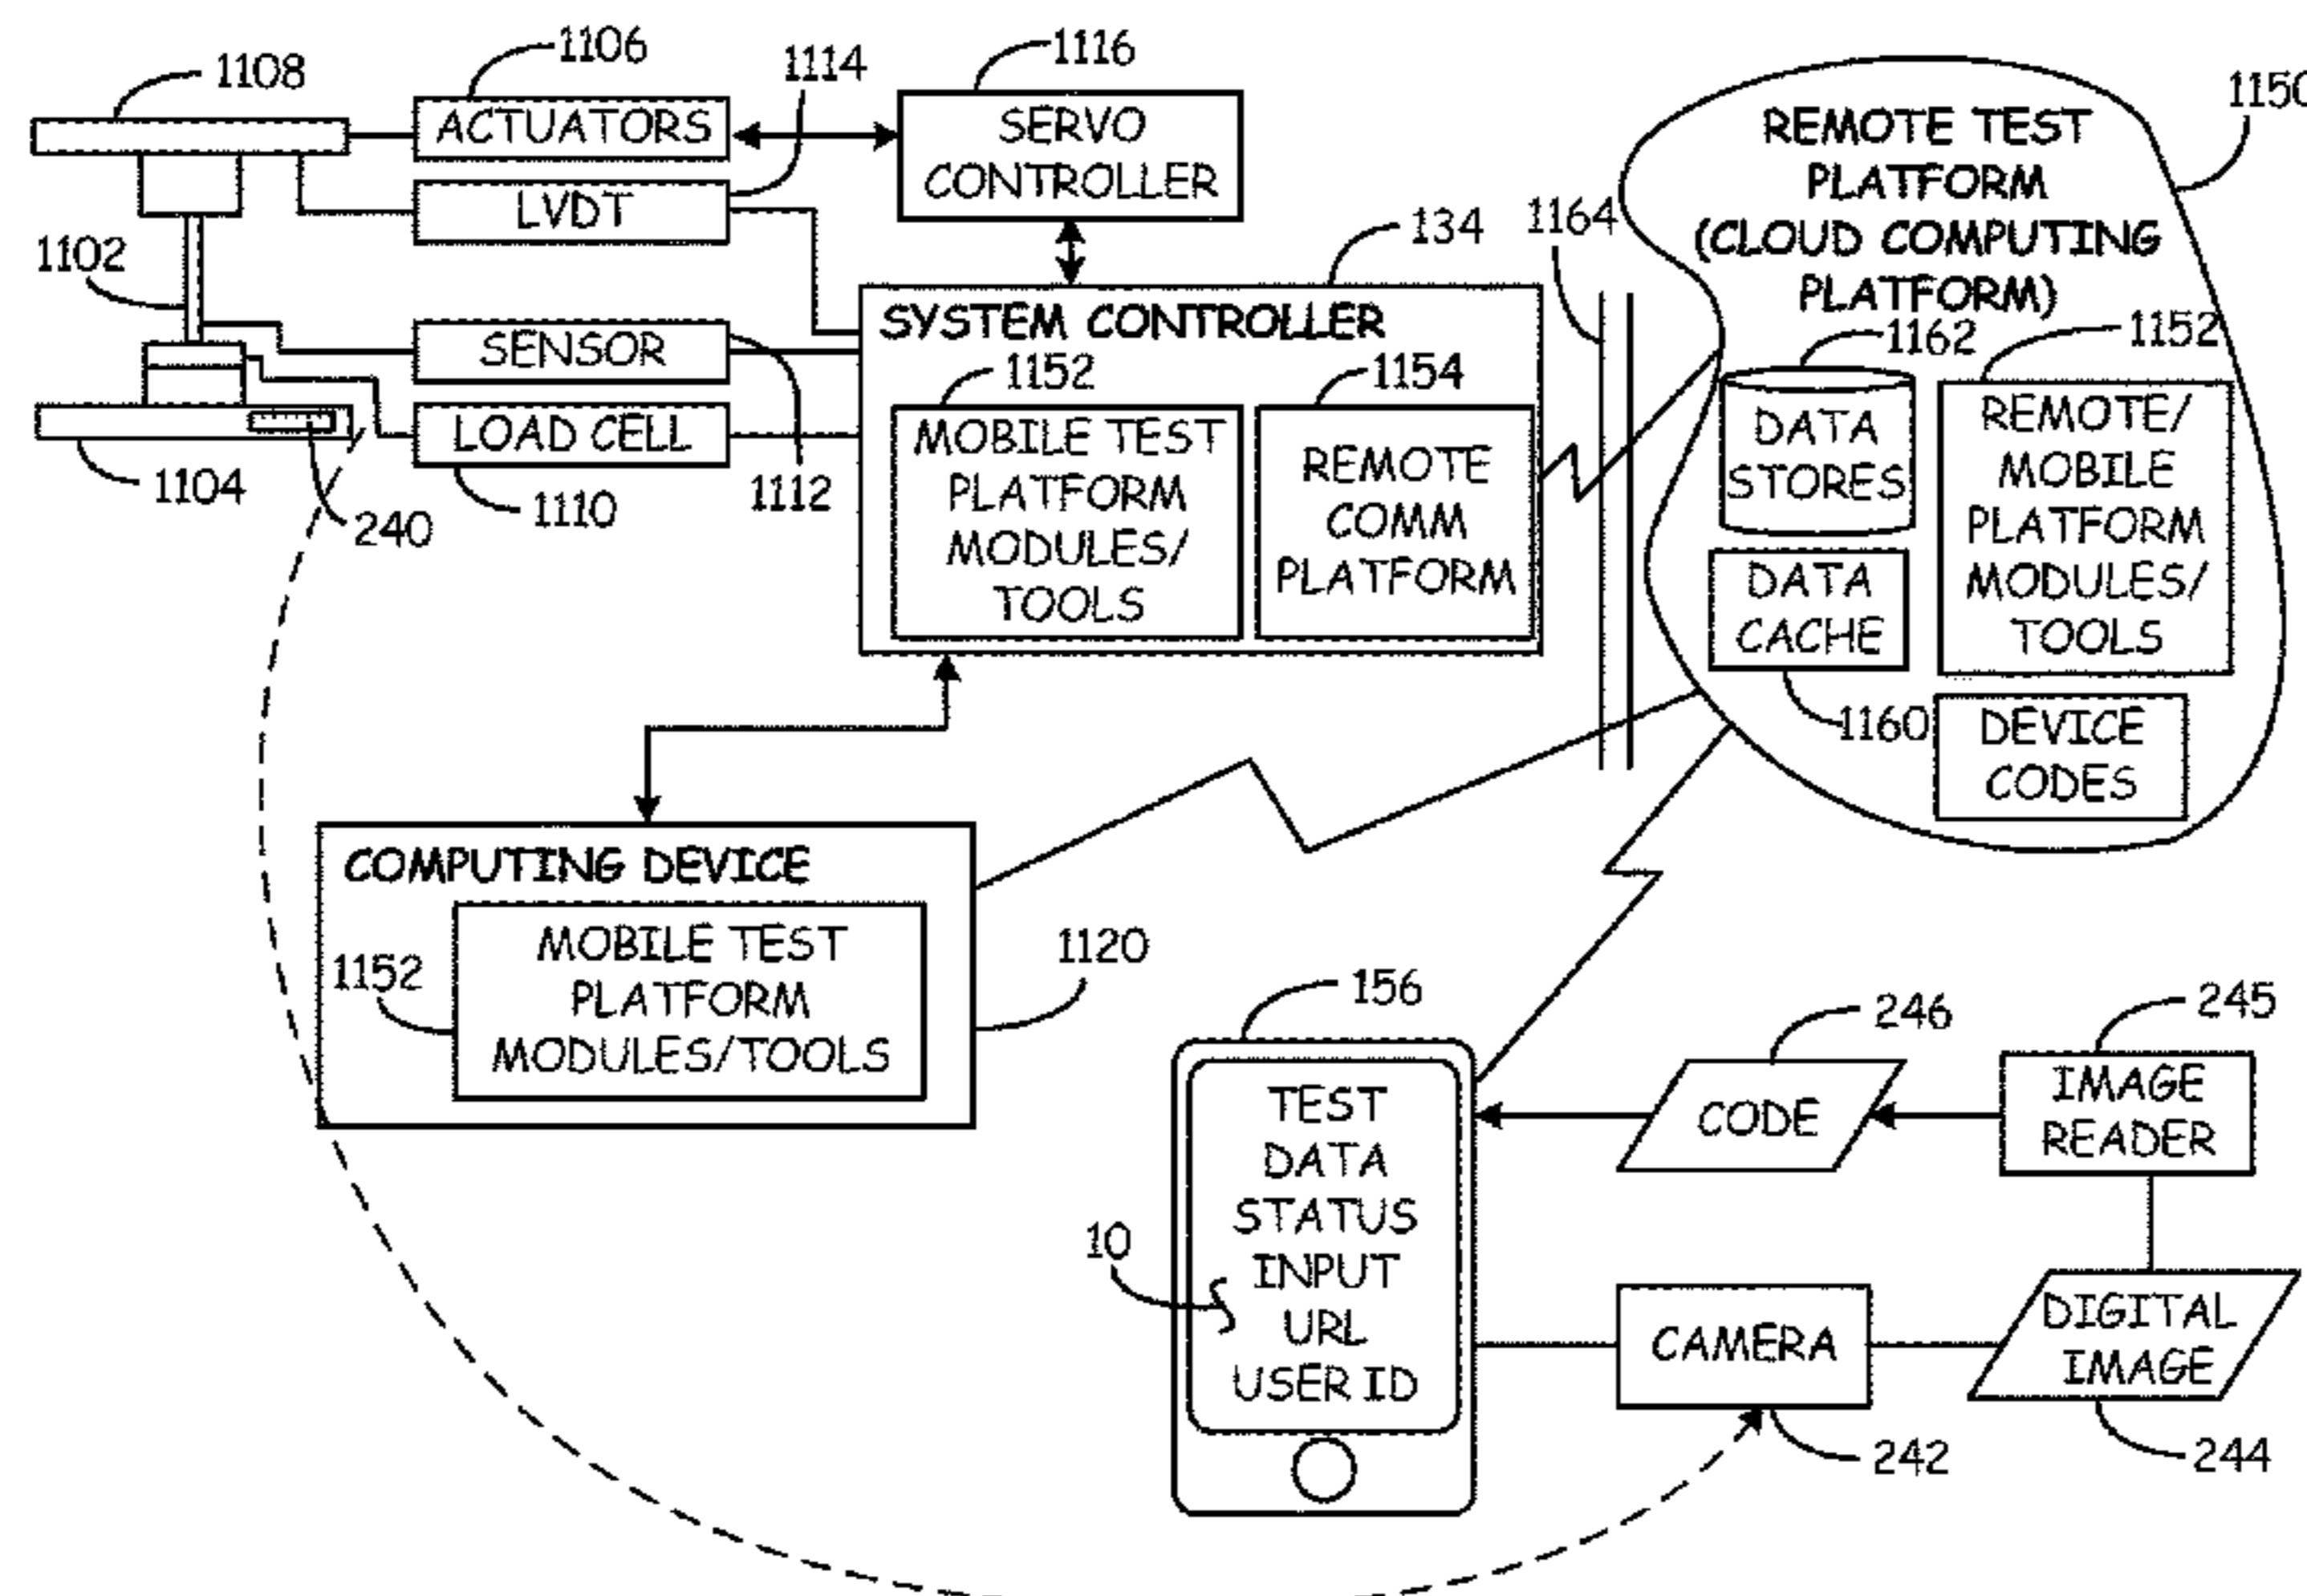 1108
1106
1114
1116
1150
ACTUATORS
SERVO
CONTROLLER
REMOTE TEST
PLATFORM
(CLOUD COMPUTING
PLATFORM)
LVDT
1102
134
1164
SYSTEM CONTROLLER
SENSOR
1162
1152
1152
1154
LOAD CELL
MOBILE TEST
PLATFORM
MODULES/
TOOLS
REMOTE
COMM
PLATFORM
DATA
STORES
REMOTE/
MOBILE
PLATFORM
MODULES/
TOOLS
1104
240
1110
1112
DATA
CACHE
1160
DEVICE
CODES
COMPUTING DEVICE
MOBILE TEST
PLATFORM
MODULES/TOOLS
1152
1120
156
246
245
TEST
DATA
STATUS
INPUT
URL
USER ID
CODE
IMAGE
READER
10
CAMERA
DIGITAL
IMAGE
242
244